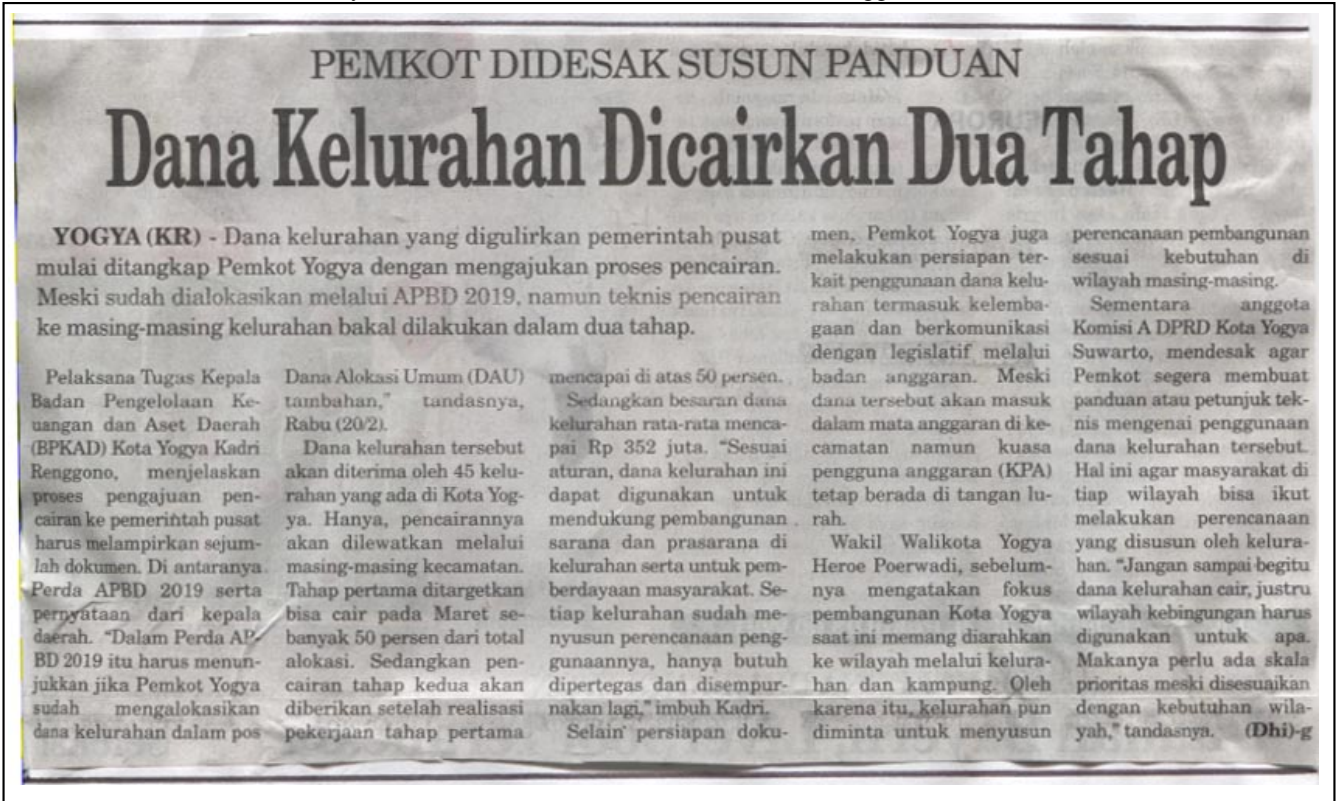 PEMKOT DIDESAK SUSUN PANDUAN
Dana Kelurahan Dicairkan Dua Tahap
YOGYA (KR) - Dana kelurahan yang digulirkan pemerintah pusat
mulai ditangkap Pemkot Yogya dengan mengajukan proses pencairan.
Meski sudah dialokasikan melalui APBD 2019, namun teknis pencairan
ke masing-masing kelurahan bakal dilakukan dalam dua tahap.
Pelaksana Tugas Kepala
Badan Pengelolaan Ke-
uangan dan Aset Daerah
(BPKAD) Kota Yogya Kadri
Renggono, menjelaskan
proses pengajuan pen-
cairan ke pemerintah pusat
harus melampirkan sejum-
lah dokumen. Di antaranya
Perda APBD 2019 serta
pernyataan dari kepala
daerah. "Dalam Perda AP-
BD 2019 itu harus menun-
jukkan jika Pemkot Yogya
sudah mengalokasikan
dana kelurahan dalam pos
Dana Alokasi Umum (DAU)
tambahan," tandasnya,
Rabu (20/2).
Dana kelurahan tersebut
akan diterima oleh 45 kelu-
rahan yang ada di Kota Yog-
ya. Hanya, pencairannya
akan dilewatkan melalui
masing-masing kecamatan.
Tahap pertama ditargetkan
bisa cair pada Maret se-
banyak 50 persen dari total
alokasi. Sedangkan pen-
cairan tahap kedua akan
diberikan setelah realisasi
pekerjaan tahap pertama
mencapai di atas 50 persen.
Sedangkan besaran dana
kelurahan rata-rata menca-
pai Rp 352 juta. "Sesuai
aturan, dana kelurahan ini
dapat digunakan untuk
mendukung pembangunan
sarana dan prasarana di
kelurahan serta untuk pem-
berdayaan masyarakat. Se-
tiap kelurahan sudah me-
nyusun perencanaan peng-
gunaannya, hanya butuh
dipertegas dan disempur-
nakan lagi," imbuh Kadri.
Selain persiapan doku-
men, Pemkot Yogya juga
melakukan persiapan ter-
kait penggunaan dana kelu-
rahan termasuk kelemba-
gaan dan berkomunikasi
dengan legislatif melalui
badan anggaran. Meski
dana tersebut akan masuk
dalam mata anggaran di ke-
camatan namun kuasa
pengguna anggaran (KPA)
tetap berada di tangan lu-
rah.
Wakil Walikota Yogya
Heroe Poerwadi, sebelum-
nya mengatakan fokus
pembangunan Kota Yogya
saat ini memang diarahkan
ke wilayah melalui kelura-
han dan kampung. Oleh
karena itu, kelurahan pun
diminta untuk menyusun
perencanaan pembangunan
sesuai kebutuhan di
wilayah masing-masing.
Sementara anggota
Komisi A DPRD Kota Yogya
Suwarto, mendesak agar
Pemkot segera membuat
panduan atau petunjuk tek-
nis mengenai penggunaan
dana kelurahan tersebut.
Hal ini agar masyarakat di
tiap wilayah bisa ikut
melakukan perencanaan
yang disusun oleh kelura-
han. "Jangan sampai begitu
dana kelurahan cair, justru
wilayah kebingungan harus
digunakan untuk apa.
Makanya perlu ada skala
prioritas meski disesuaikan
dengan kebutuhan wila-
yah," tandasnya. (Dhi)-g